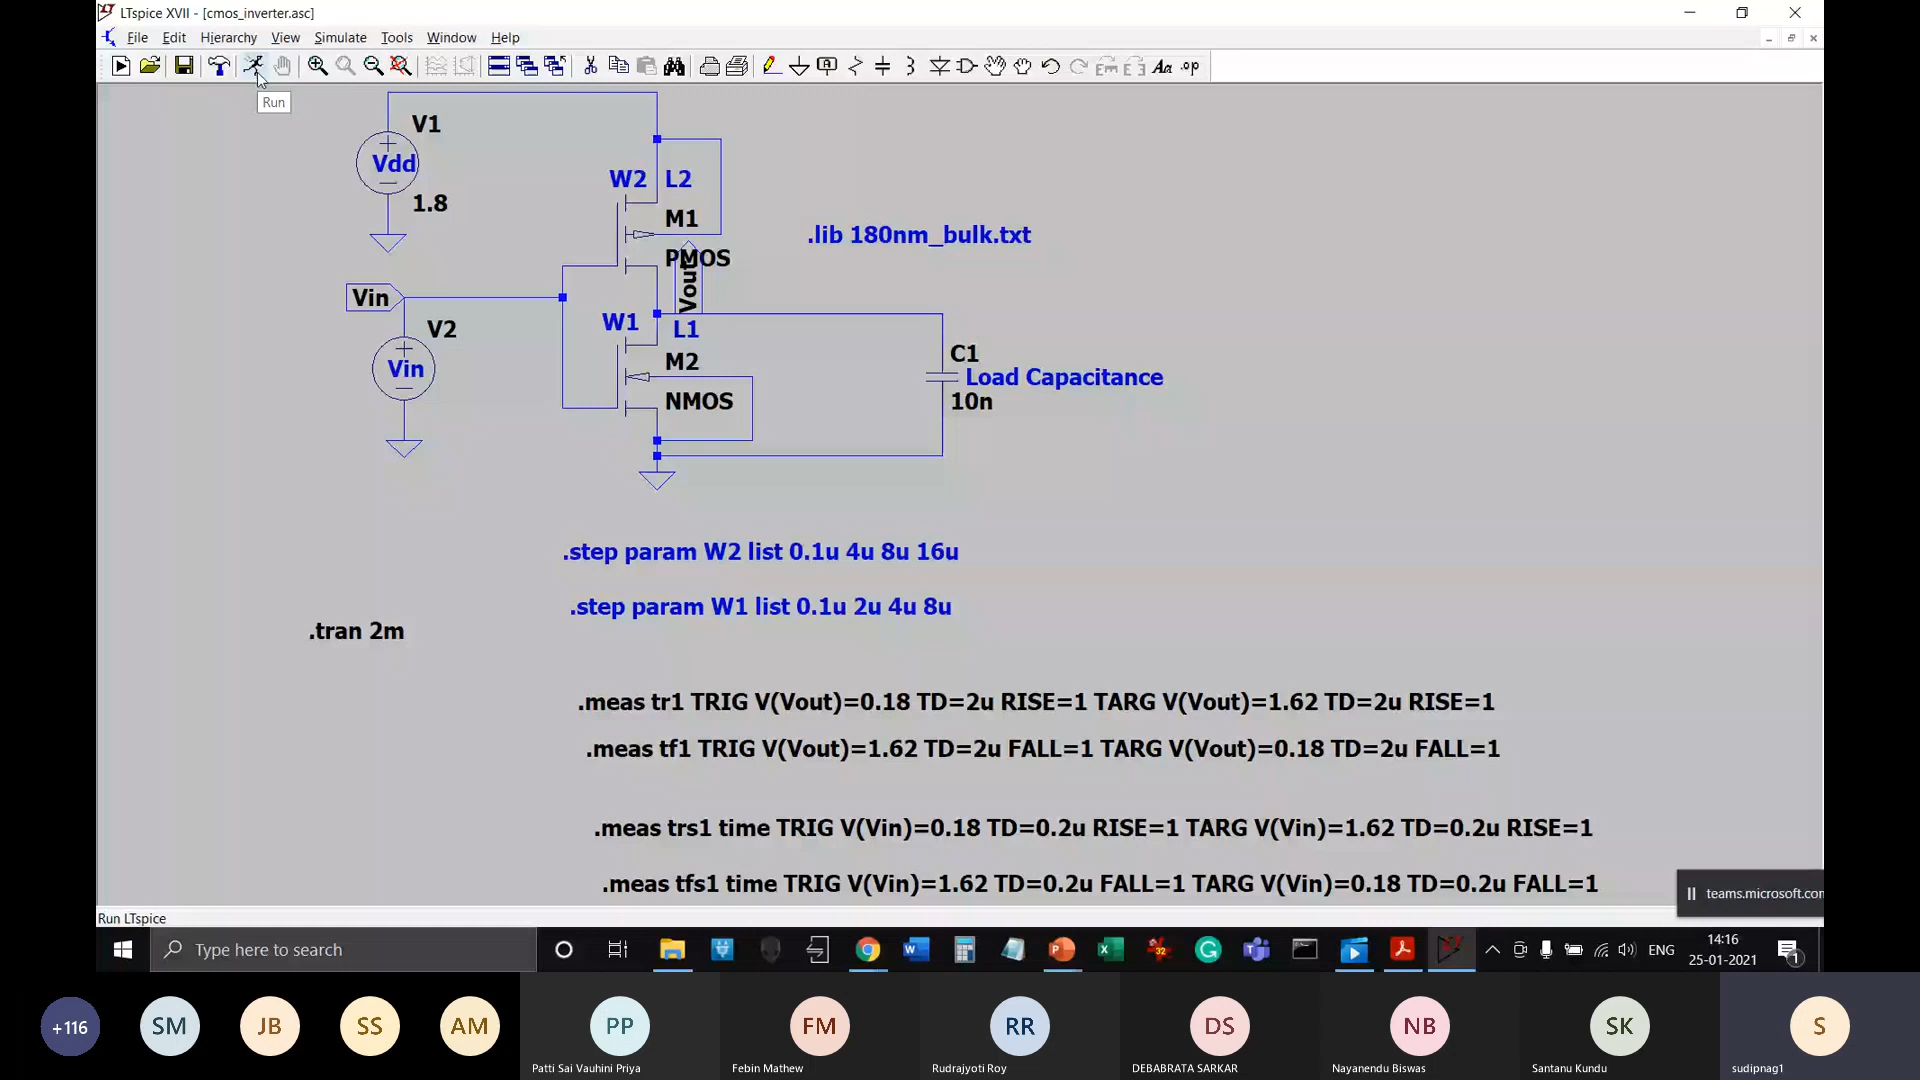 LTspice XVII - [cmos_inverter.asc]
File Edit Hierarchy View Simulate Tools Window Help
Aa .op
Run
V1
Vdd
1.8
W2 L2
M1
PMOS
.lib 180nm_bulk.txt
Vout
Vin
V2
Vin
W1 L1
M2
NMOS
C1
Load Capacitance
10n
.step param W2 list 0.1u 4u 8u 16u
.step param W1 list 0.1u 2u 4u 8u
.tran 2m
.meas tr1 TRIG V(Vout)=0.18 TD=2u RISE=1 TARG V(Vout)=1.62 TD=2u RISE=1
.meas tf1 TRIG V(Vout)=1.62 TD=2u FALL=1 TARG V(Vout)=0.18 TD=2u FALL=1
.meas trs1 time TRIG V(Vin)=0.18 TD=0.2u RISE=1 TARG V(Vin)=1.62 TD=0.2u RISE=1
.meas tfs1 time TRIG V(Vin)=1.62 TD=0.2u FALL=1 TARG V(Vin)=0.18 TD=0.2u FALL=1
teams.microsoft.com
Run LTspice
Type here to search
ENG
14:16
25-01-2021
1
+116
SM
JB
SS
AM
PP
FM
RR
DS
NB
SK
S
Patti Sai Vauhini Priya
Febin Mathew
Rudrajyoti Roy
DEBABRATA SARKAR
Nayanendu Biswas
Santanu Kundu
sudipnag1